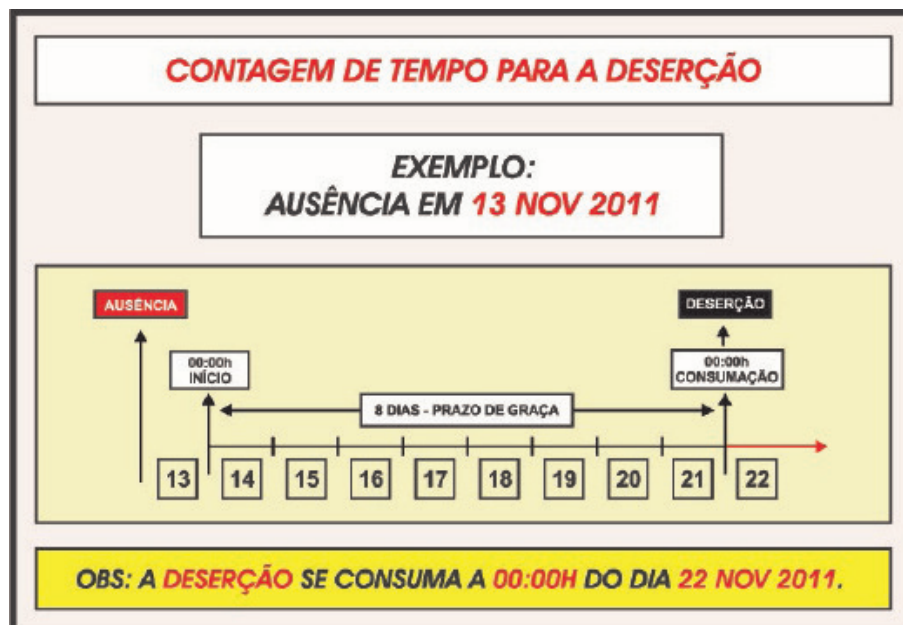 CONTAGEM DE TEMPO PARA A DESERÇÃO
EXEMPLO:
AUSÊNCIA EM 13 NOV 2011
AUSÊNCIA
DESERÇÃO
00:00h
INÍCIO
00:00h
CONSUMAÇÃO
8 DIAS - PRAZO DE GRAÇA
13 14 15 16 17 18 19 20 21 22
OBS: A DESERÇÃO SE CONSUMA A 00:00H DO DIA 22 NOV 2011.